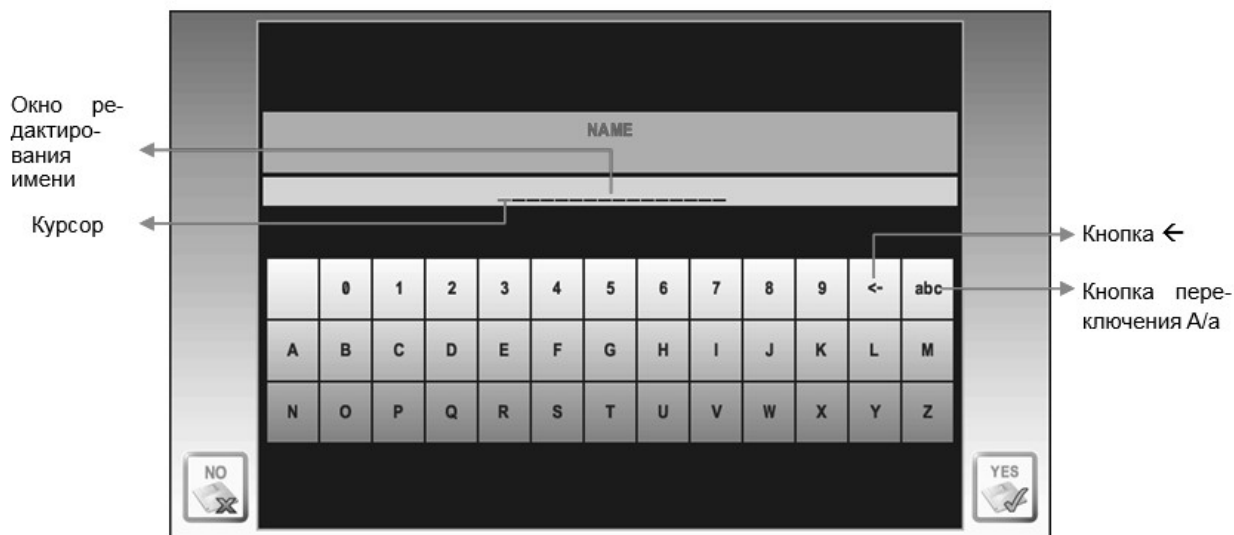 Окно ре-
дактиро-
вания
имени
Курсор
NAME
_ _ _ _ _ _ _ _ _ _ _ _ _ _ _ _
Кнопка ←
Кнопка пере-
ключения A/a
0 1 2 3 4 5 6 7 8 9 <- abc
A B C D E F G H I J K L M
N O P Q R S T U V W X Y Z
NO
YES